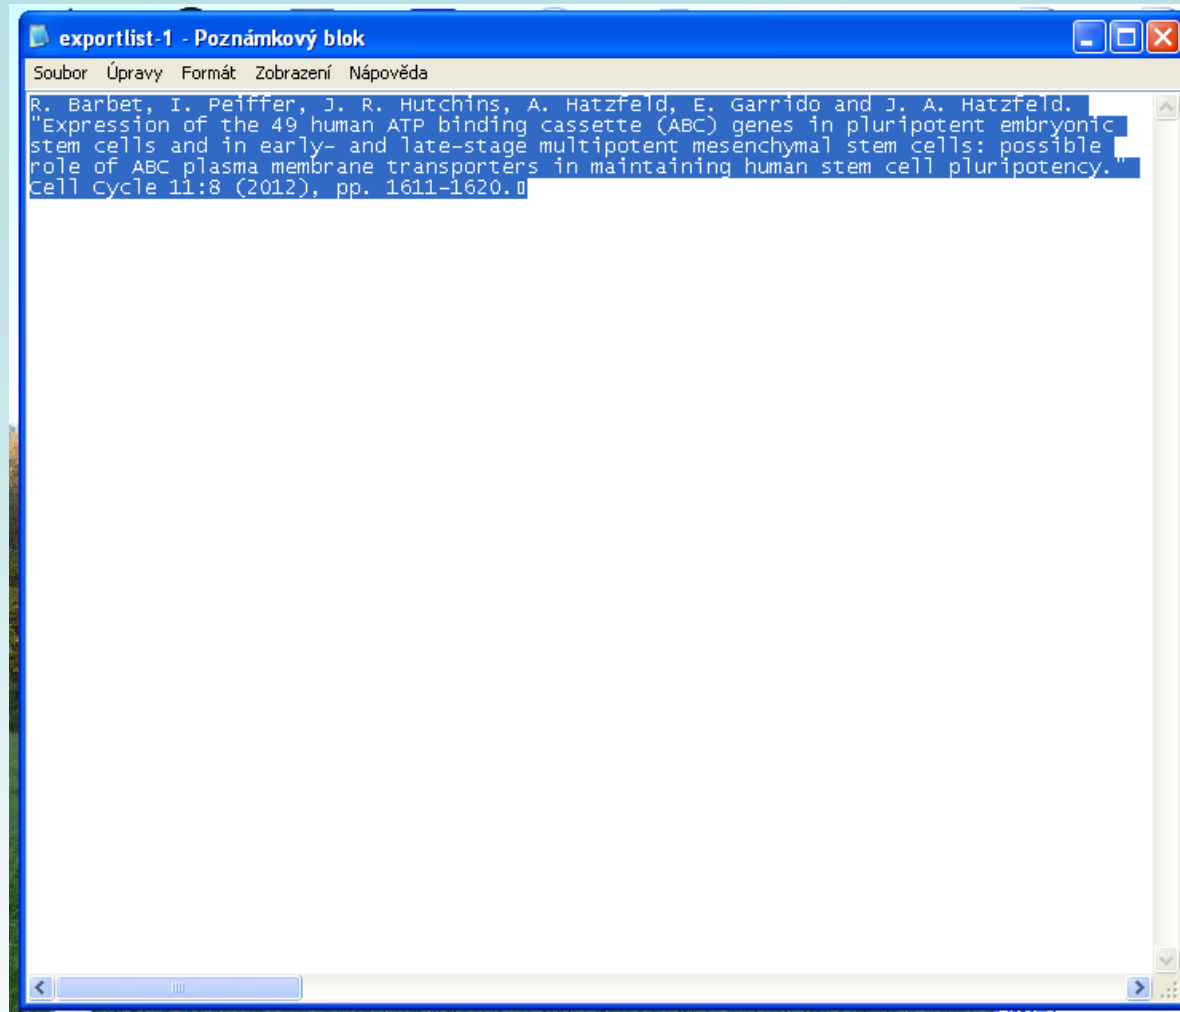 exportlist-1 - Poznámkový blok
Soubor Úpravy Formát Zobrazení Nápověda
R. Barbet, I. Peiffer, J. R. Hutchins, A. Hatzfeld, E. Garrido and J. A. Hatzfeld.
"Expression of the 49 human ATP binding cassette (ABC) genes in pluripotent embryonic
stem cells and in early- and late-stage multipotent mesenchymal stem cells: possible
role of ABC plasma membrane transporters in maintaining human stem cell pluripotency."
Cell Cycle 11:8 (2012), pp. 1611-1620.▯